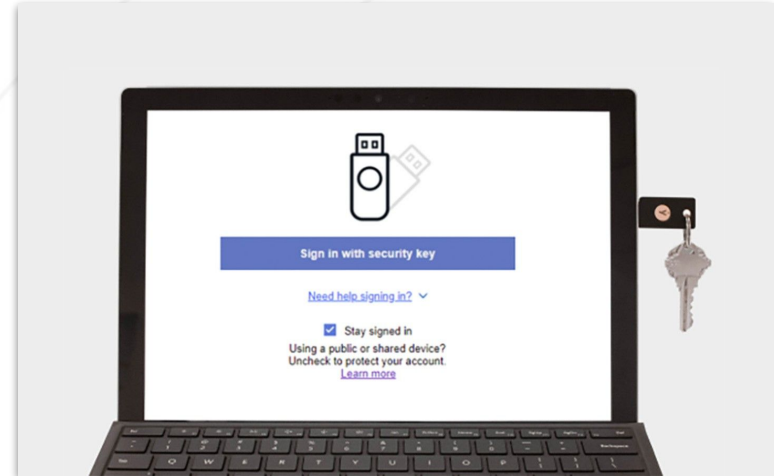 Sign in with security key
Need help signing in?
Stay signed in
Using a public or shared device?
Uncheck to protect your account.
Learn more
Q W E R T Y U I O P